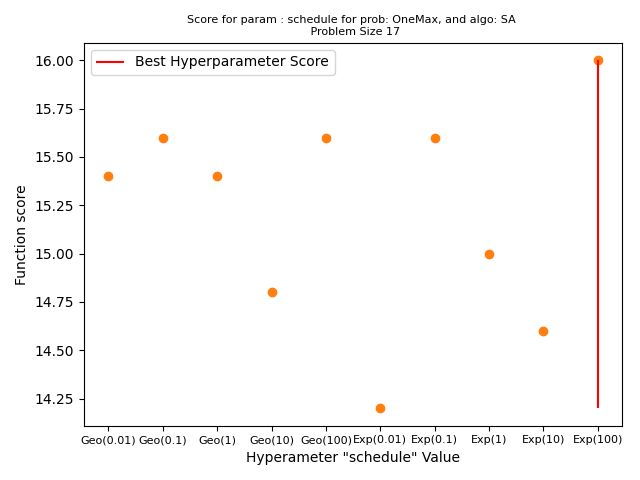 Score for param : schedule for prob: OneMax, and algo: SA
Problem Size 17
Best Hyperparameter Score
Function score
16.00
15.75
15.50
15.25
15.00
14.75
14.50
14.25
Geo(0.01) Geo(0.1) Geo(1) Geo(10) Geo(100) Exp(0.01) Exp(0.1) Exp(1) Exp(10) Exp(100)
Hyperameter "schedule" Value